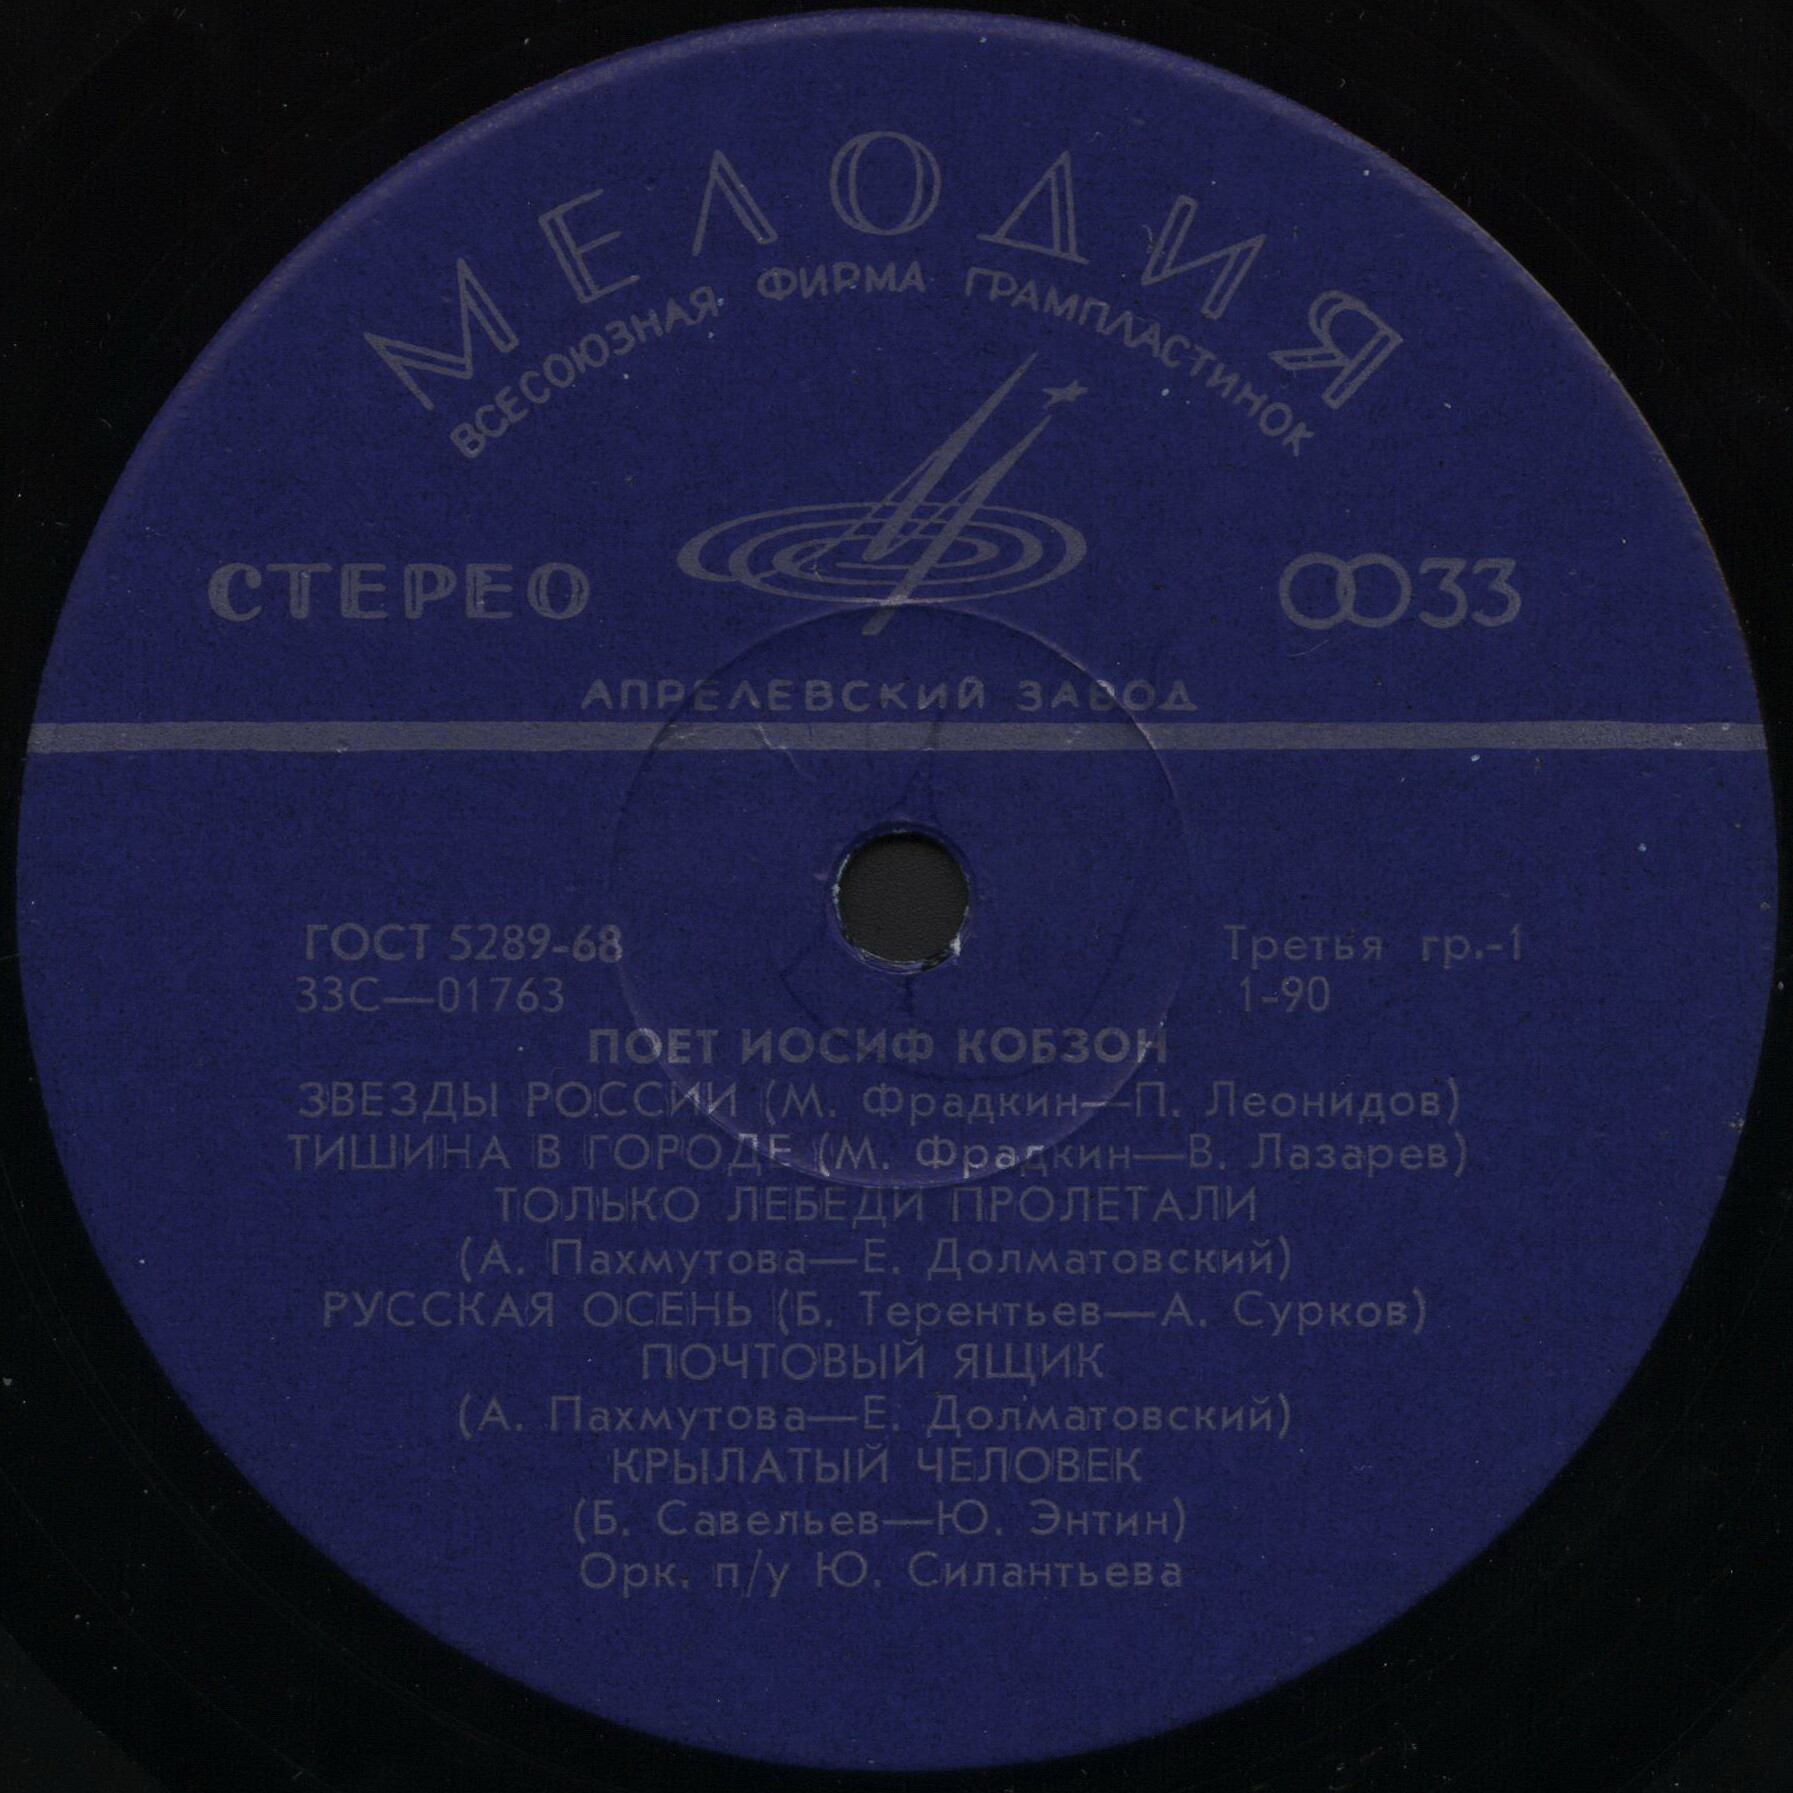 МЕЛОДИЯ
ВСЕСОЮЗНАЯ ФИРМА ГРАМПЛАСТИНОК
СТЕРЕО
33
АПРЕЛЕВСКИЙ ЗАВОД
ГОСТ 5289-68
Третья гр.-1
33С—01763
1-90
ПОЕТ ИОСИФ КОБЗОН
ЗВЕЗДЫ РОССИИ (М. Фрадкин—П. Леонидов)
ТИШИНА В ГОРОДЕ (М. Фрадкин—В. Лазарев)
ТОЛЬКО ЛЕБЕДИ ПРОЛЕТАЛИ
(А. Пахмутова—Е. Долматовский)
РУССКАЯ ОСЕНЬ (Б. Терентьев—А. Сурков)
ПОЧТОВЫЙ ЯЩИК
(А. Пахмутова—Е. Долматовский)
КРЫЛАТЫЙ ЧЕЛОВЕК
(Б. Савельев—Ю. Энтин)
Орк. п/у Ю. Силантьева